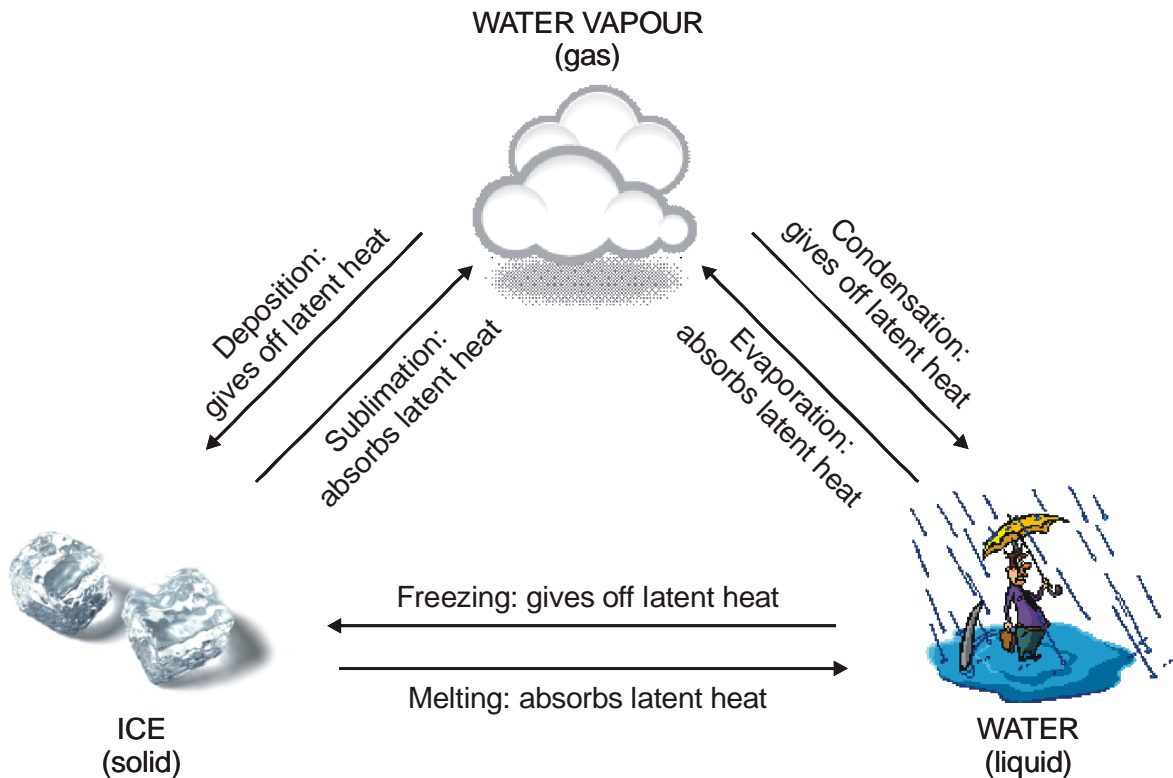 WATER VAPOUR
(gas)
Deposition:
gives off latent heat
Sublimation:
absorbs latent heat
Evaporation:
absorbs latent heat
Condensation:
gives off latent heat
Freezing: gives off latent heat
Melting: absorbs latent heat
ICE
(solid)
WATER
(liquid)